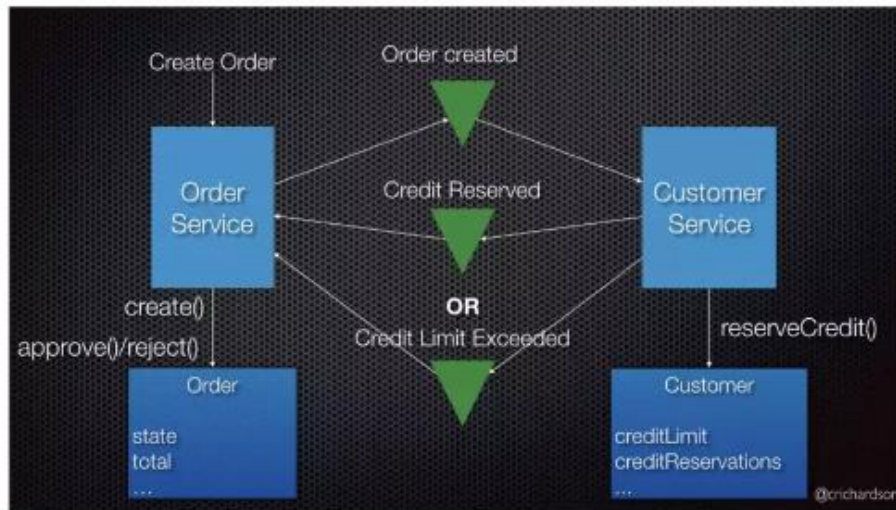 Create Order
Order created
Order
Service
Credit Reserved
Customer
Service
create()
approve()/reject()
OR
Credit Limit Exceeded
reserveCredit()
Order
state
total
...
Customer
creditLimit
creditReservations
...
@crichardson